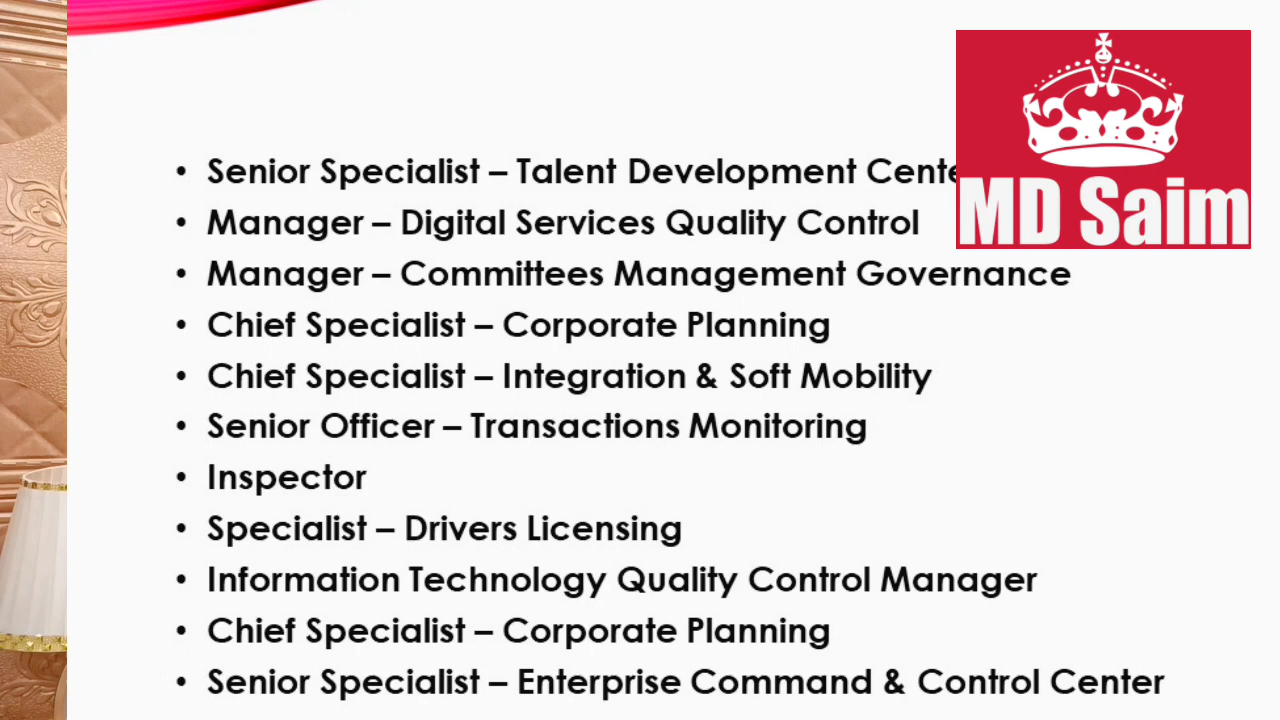 • Senior Specialist – Talent Development
• Manager – Digital Services Quality Control
• Manager – Committees Management Governance
• Chief Specialist – Corporate Planning
• Chief Specialist – Integration & Soft Mobility
• Senior Officer – Transactions Monitoring
• Inspector
• Specialist – Drivers Licensing
• Information Technology Quality Control Manager
• Chief Specialist – Corporate Planning
• Senior Specialist – Enterprise Command & Control Center
MD Saim